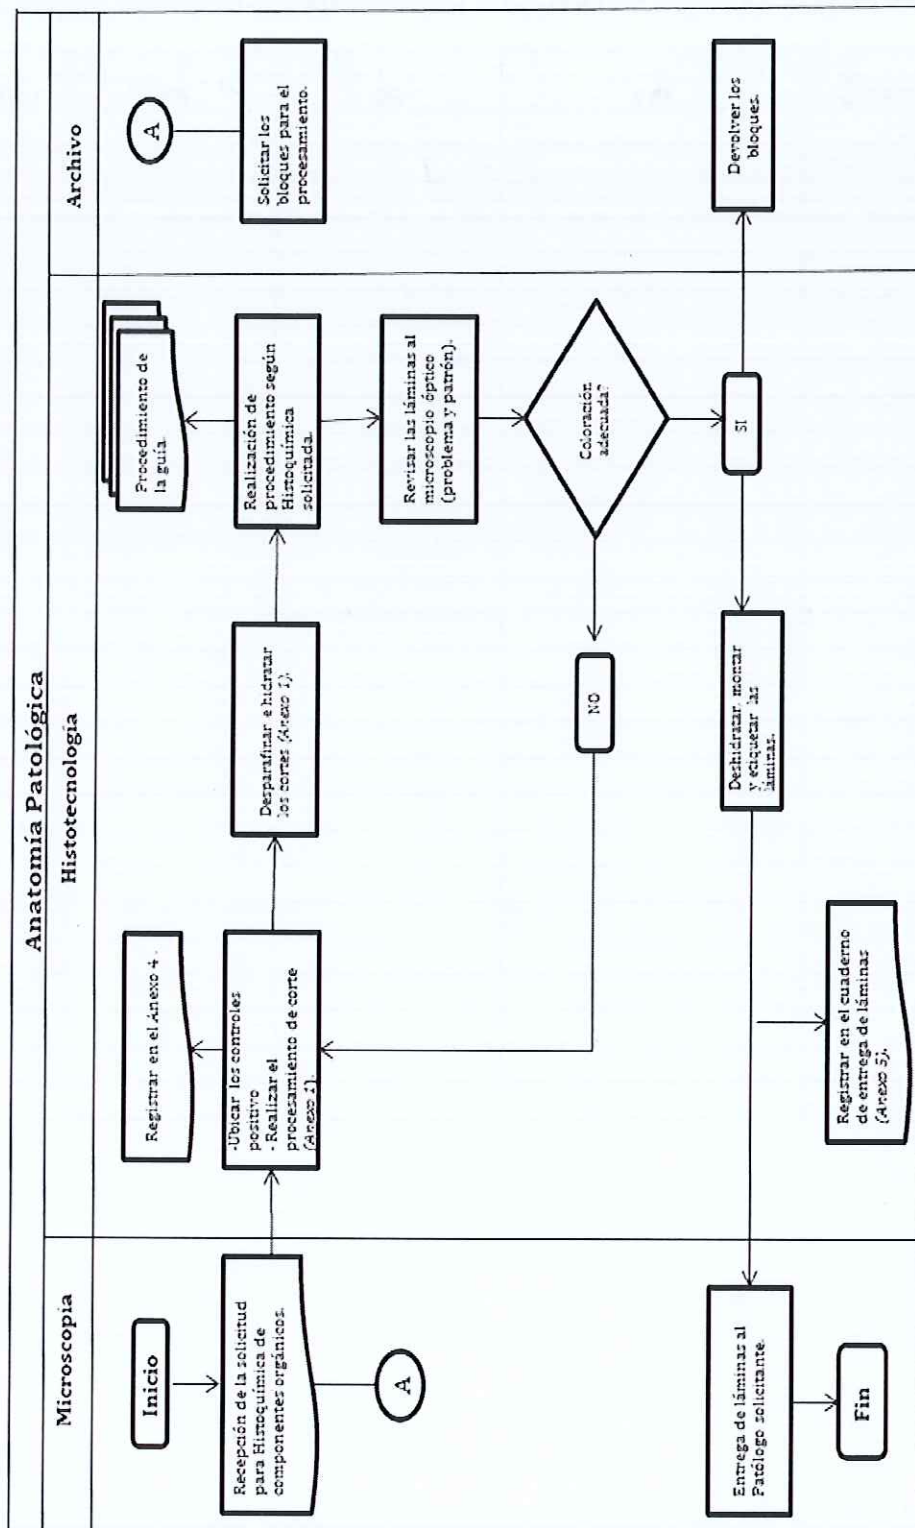 Anatomía Patológica
Microscopia
Histotecnología
Archivo
Inicio
Recepción de la solicitud
para Histoquímica de
componentes orgánicos.
A
Registrar en el Anexo 4 .
-Ubicar los controles
positivo
- Realizar el
procesamiento de corte
(Anexo 1).
Desparafinar e hidratar
los cortes (Anexo 1).
Procedimiento de
la guía.
Realización de
procedimiento según
Histoquímica
solicitada.
Revisar las láminas al
microscopio óptico
(problema y patrón).
Coloración
adecuada?
NO
SI
A
Solicitar los
bloques para el
procesamiento.
Devolver los
bloques.
Deshidratar, montar
y etiquetar las
laminas.
Registrar en el cuaderno
de entrega de láminas
(Anexo 5).
Entrega de láminas al
Patólogo solicitante.
Fin